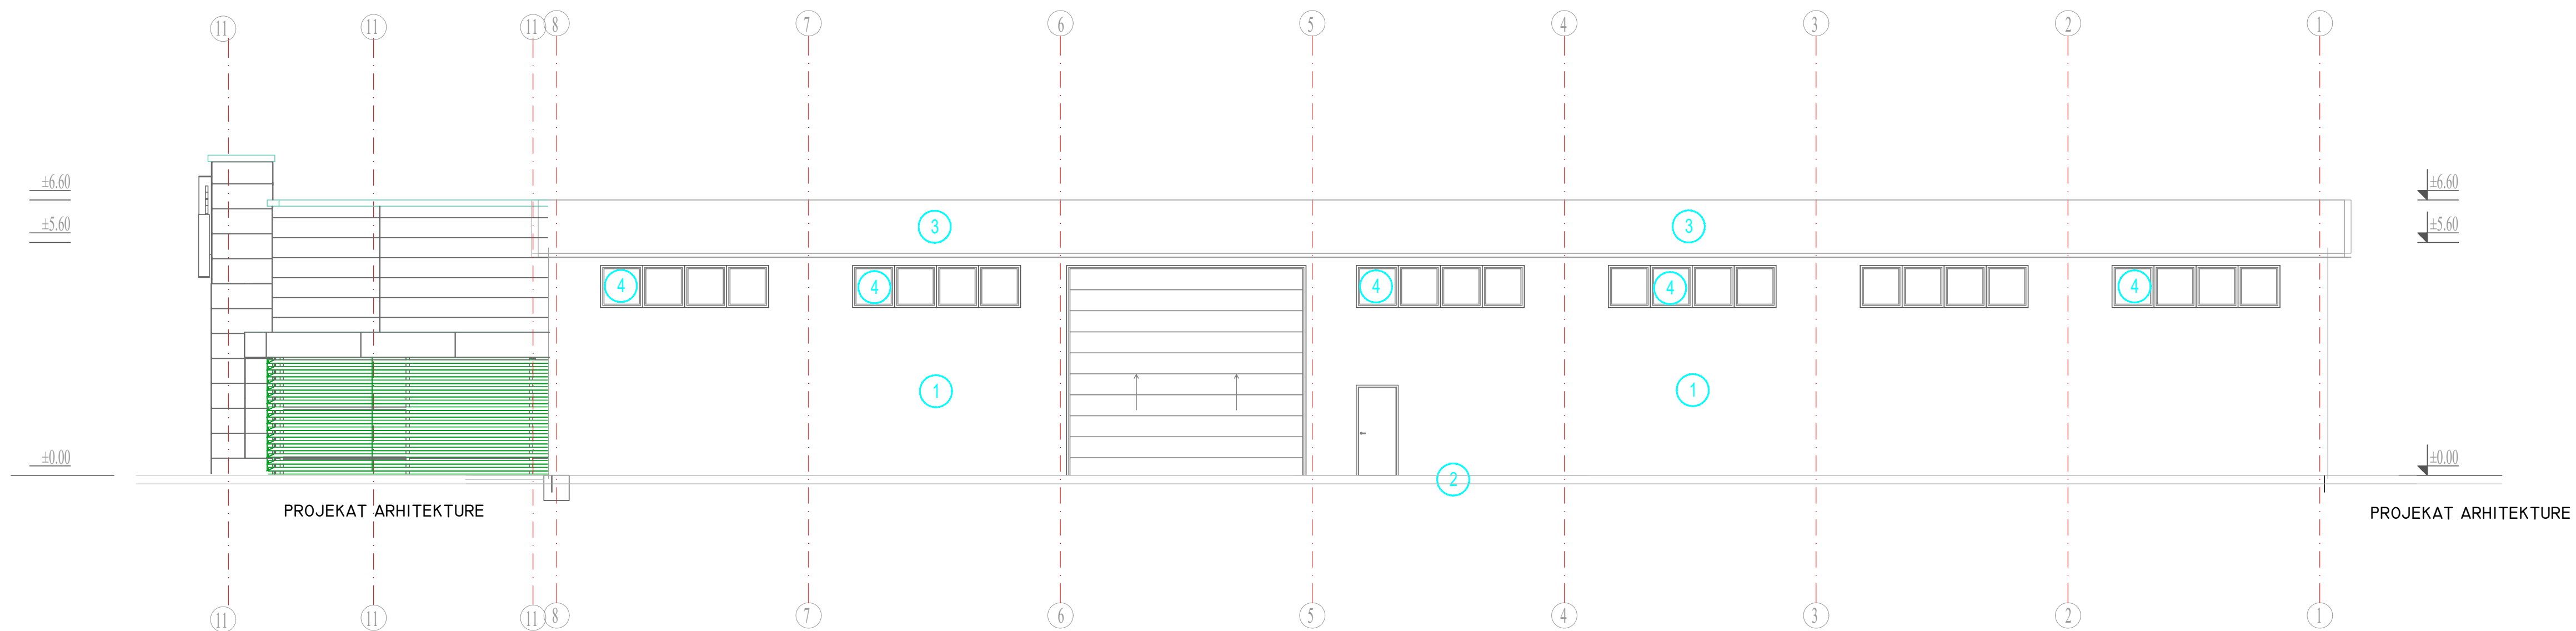 11 11 11 8 7 6 5 4 3 2 1
±6.60 ±6.60
±5.60 3 3 ±5.60
4 4 4 4 4
1 1
±0.00 2 ±0.00
PROJEKAT ARHITEKTURE PROJEKAT ARHITEKTURE
11 11 11 8 7 6 5 4 3 2 1